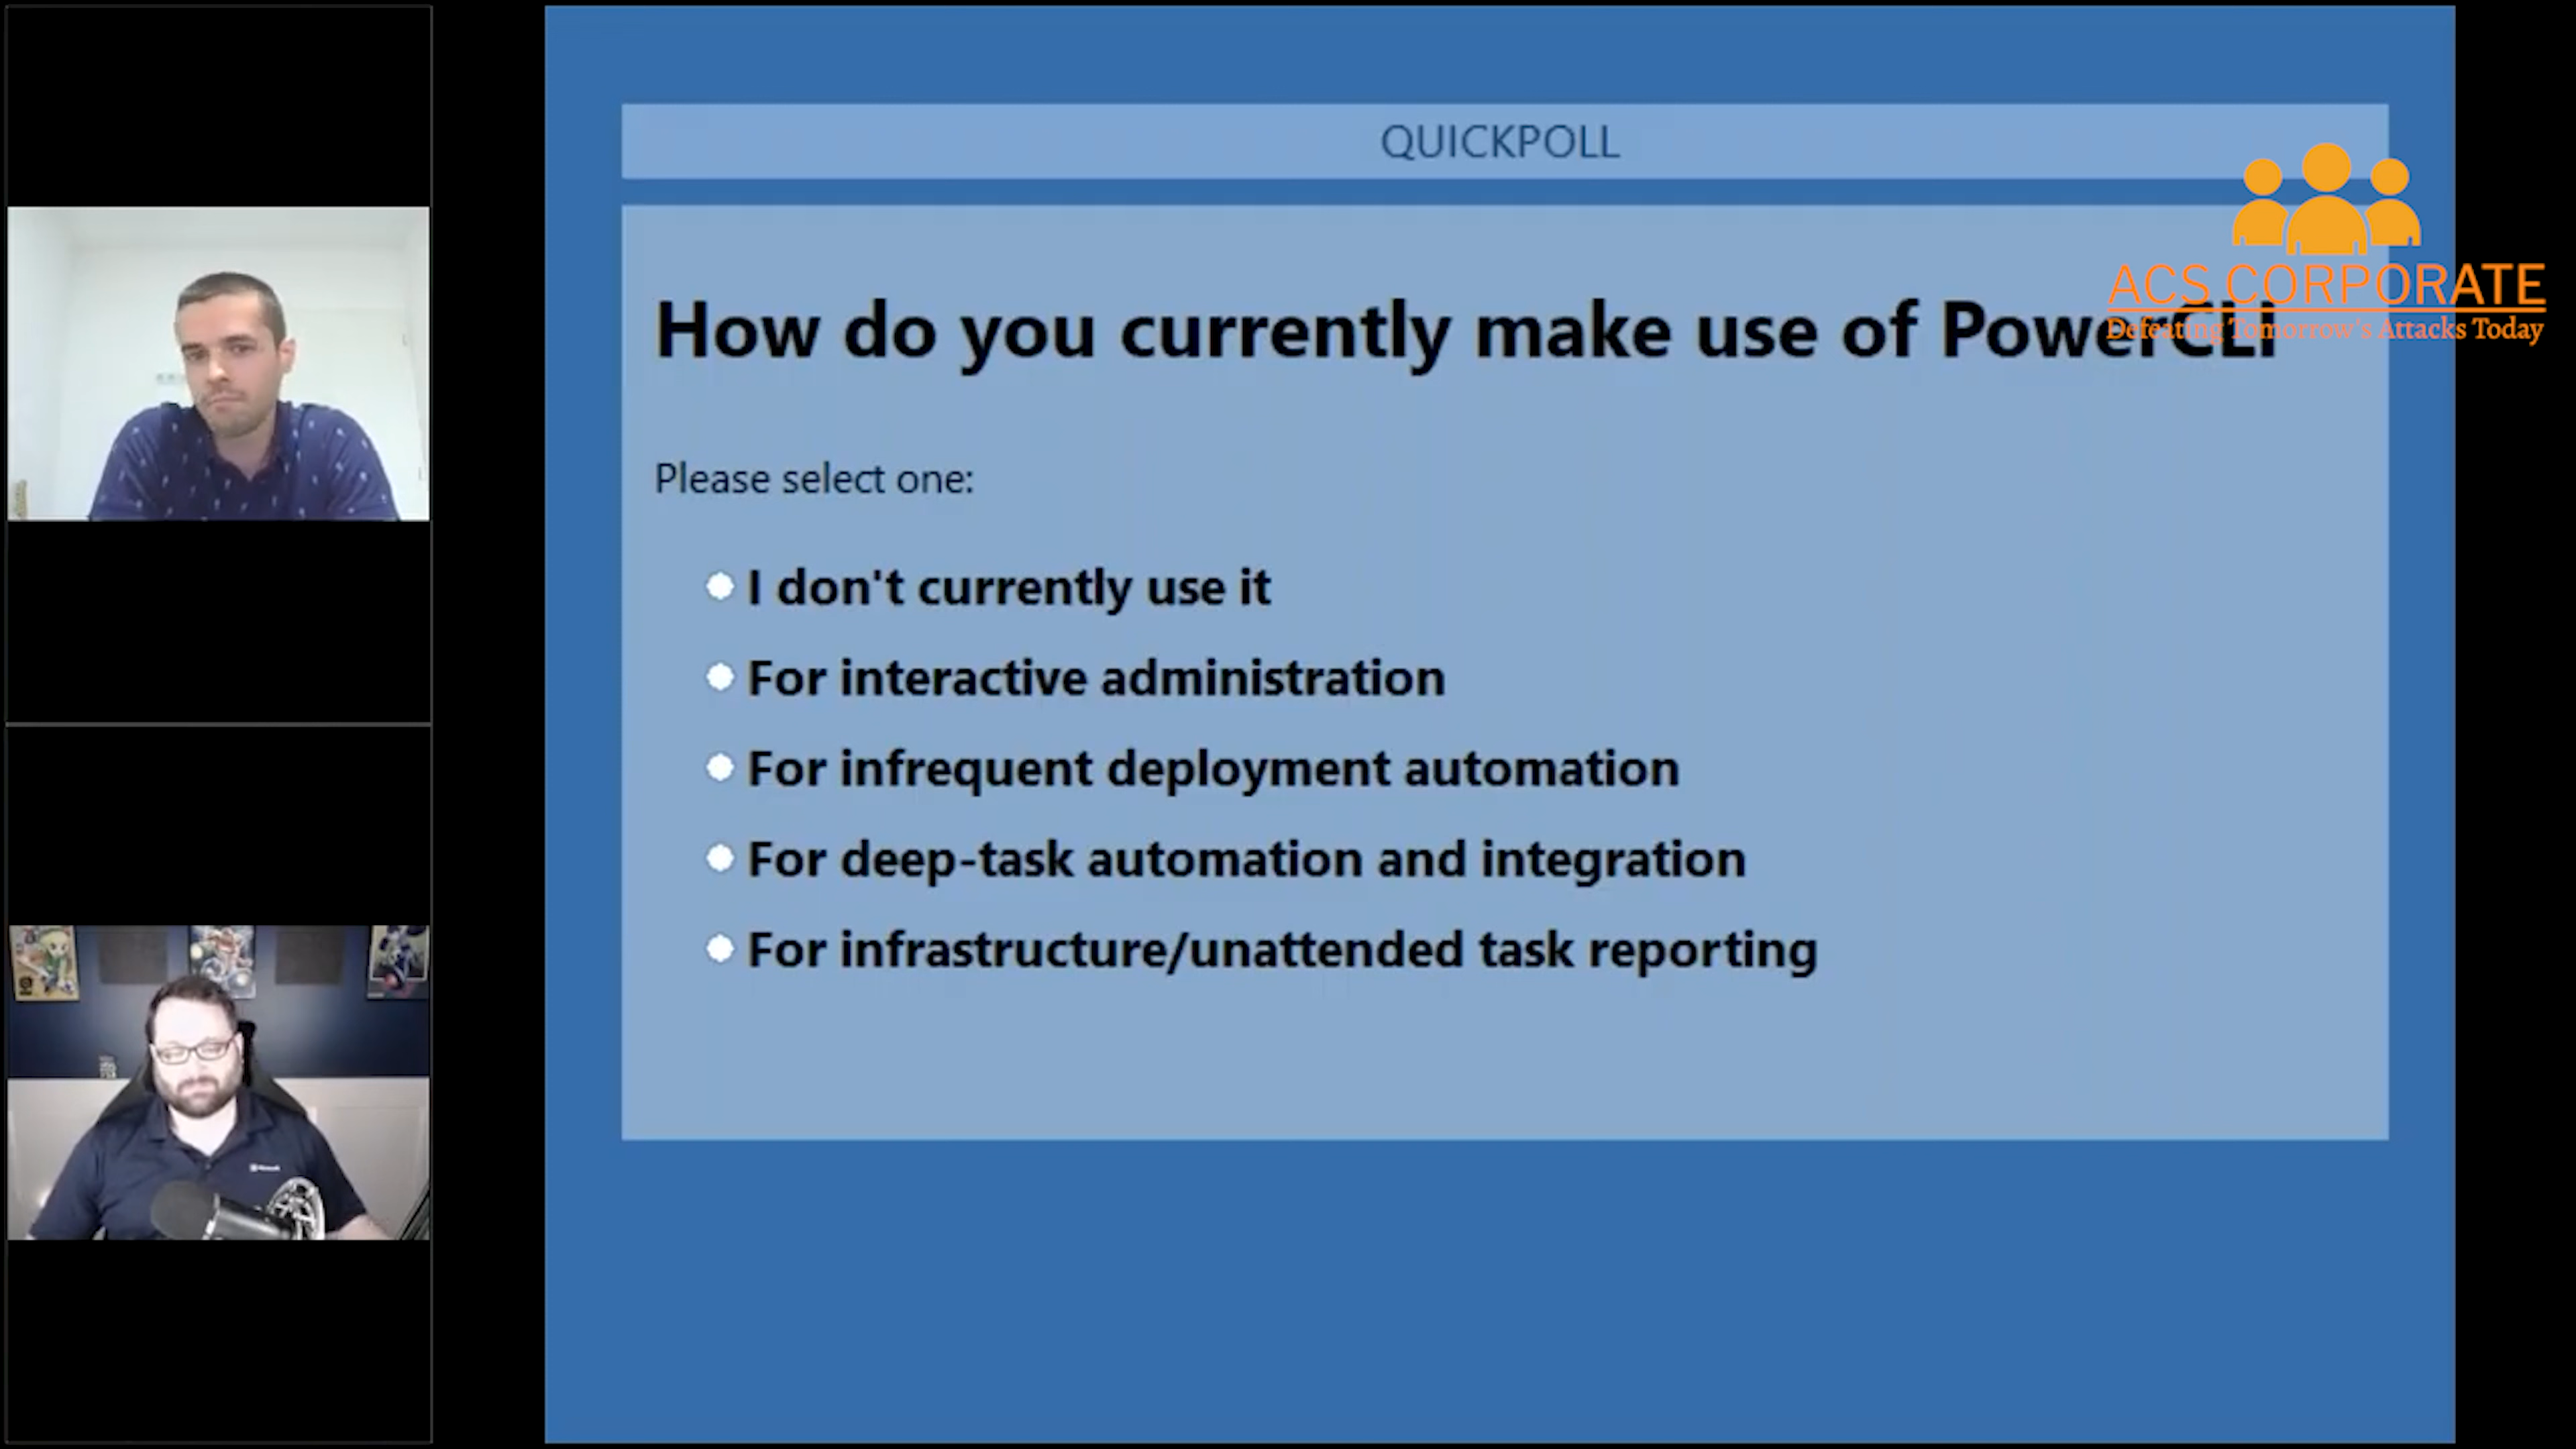 QUICKPOLL
ACS CORPORATE
Defeating Tomorrow's Attacks Today
How do you currently make use of PowerCLI
Please select one:
I don't currently use it
For interactive administration
For infrequent deployment automation
For deep-task automation and integration
For infrastructure/unattended task reporting